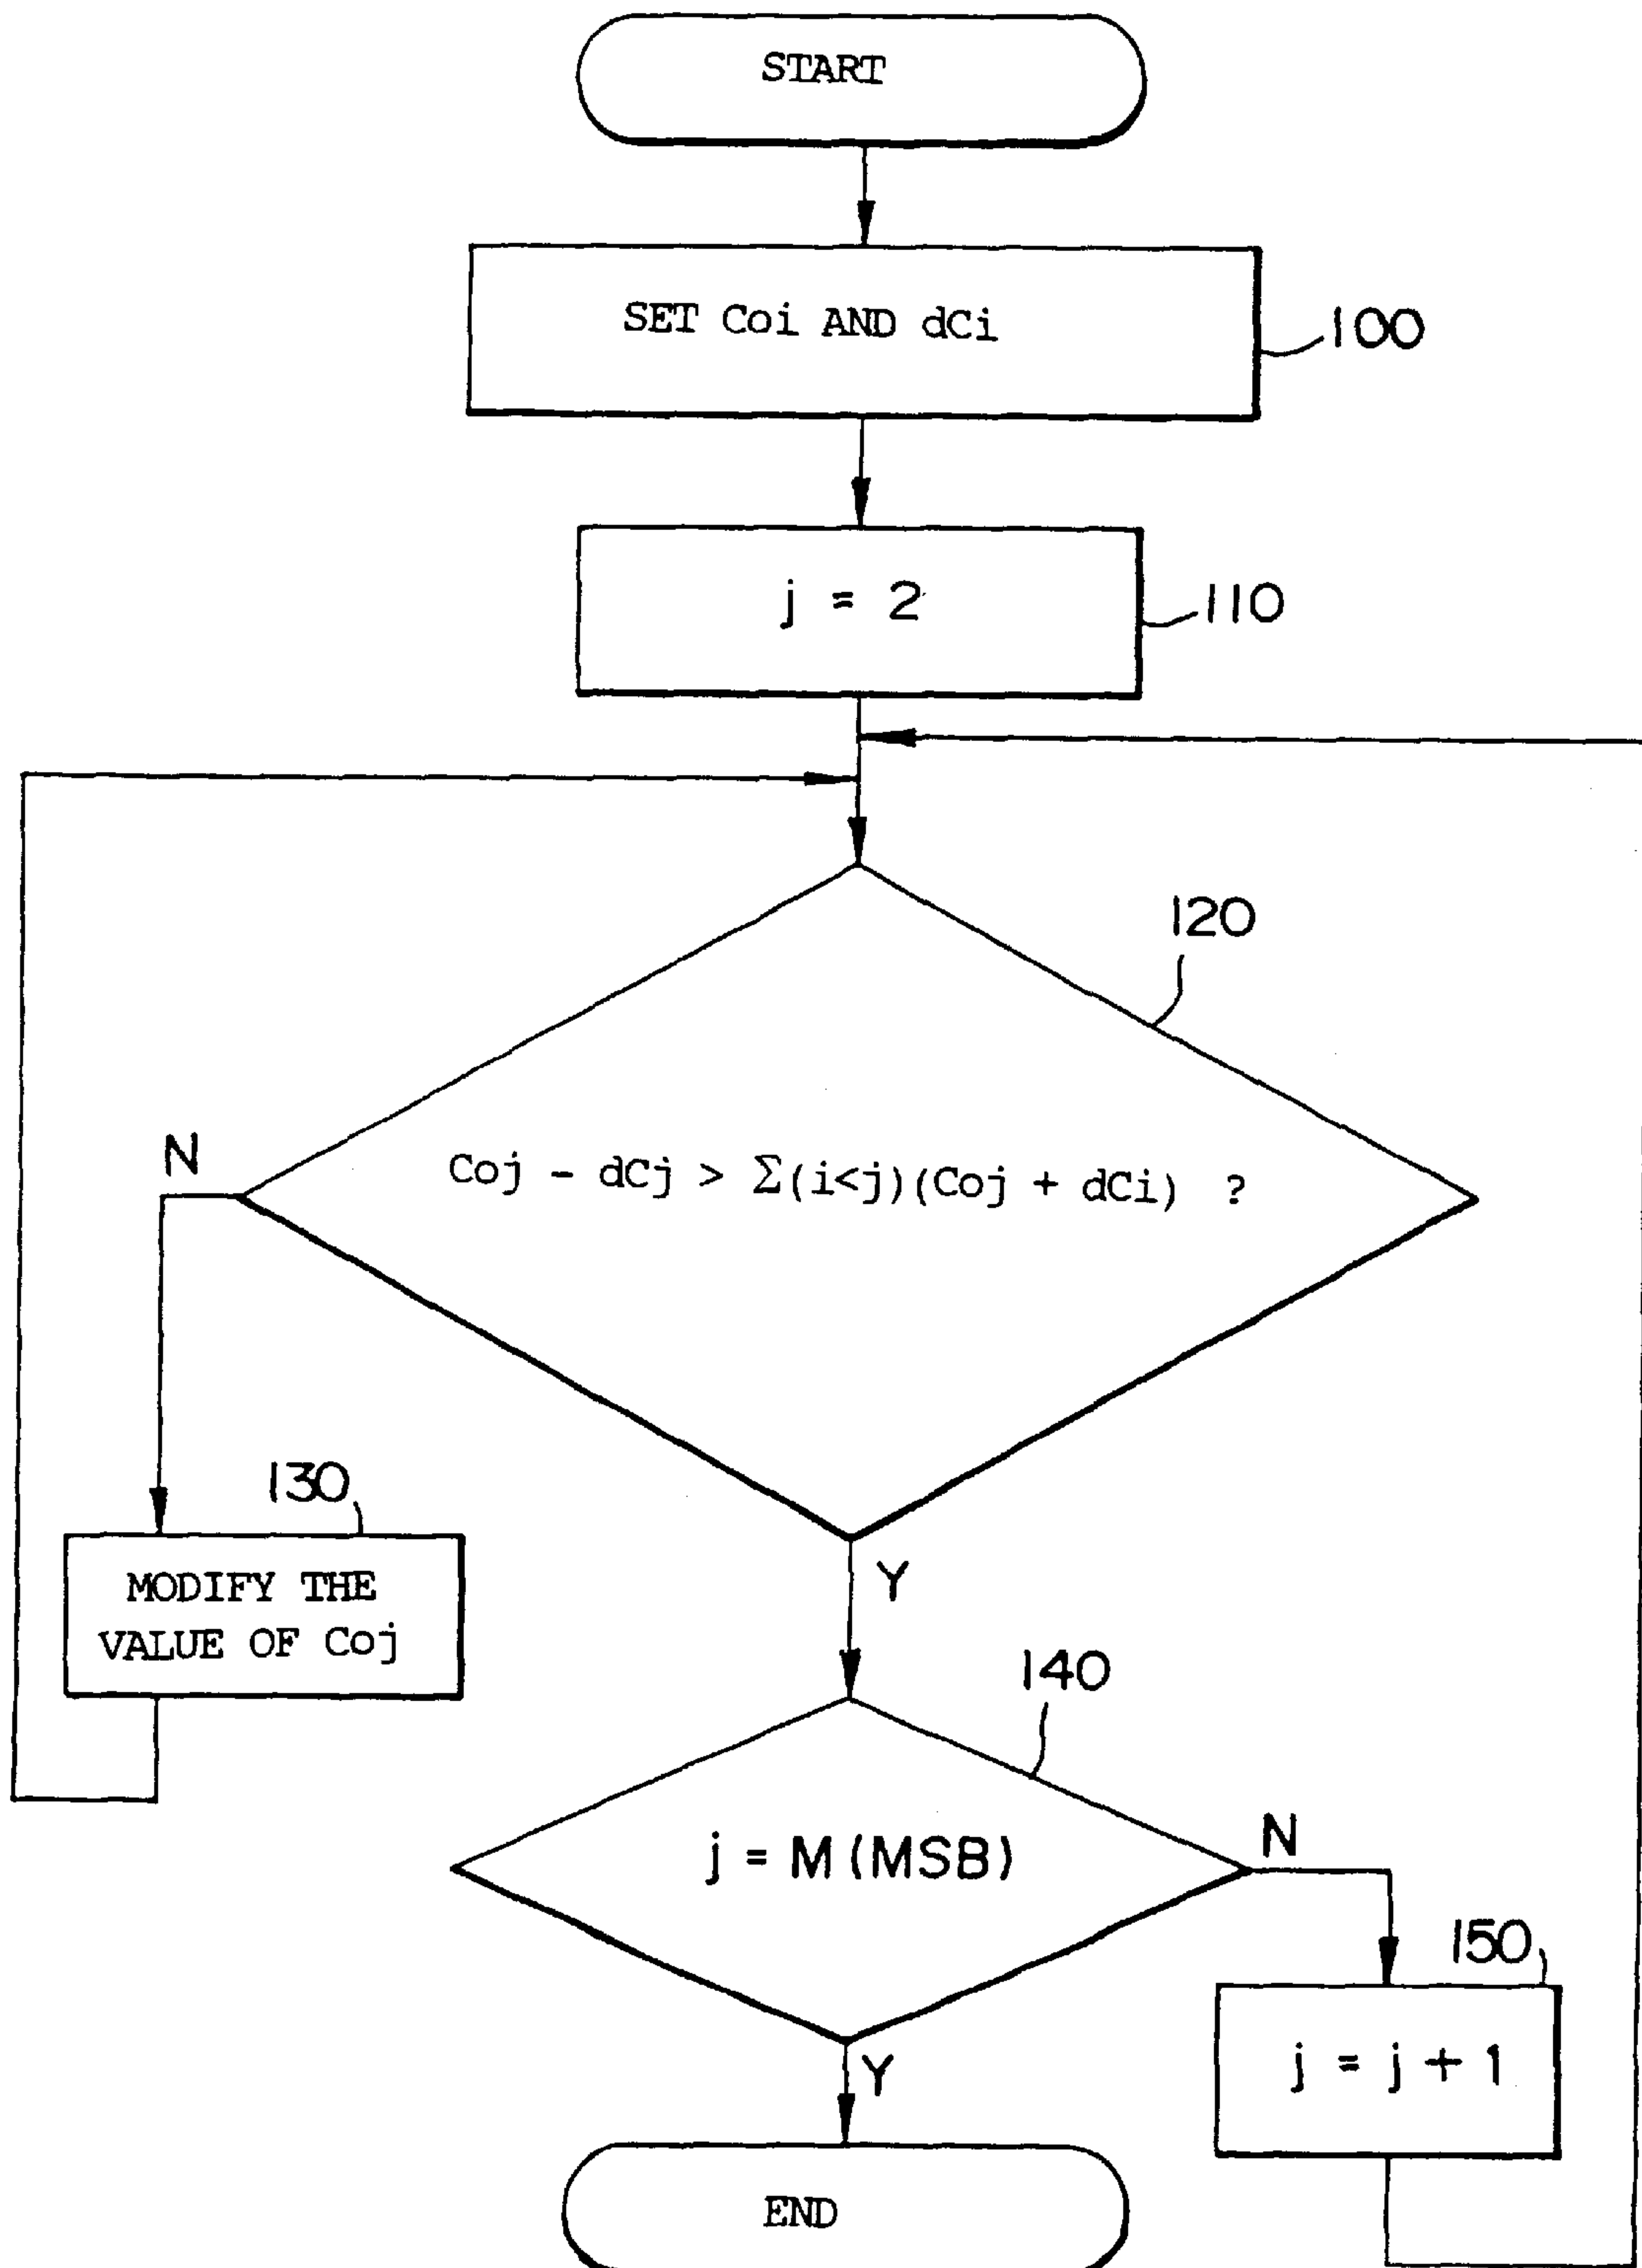 START
SET Coi AND dCi
100
j = 2
110
120
N
Coj - dCj > Σ(i<j)(Coj + dCi) ?
130
MODIFY THE
VALUE OF Coj
Y
140
j = M (MSB)
N
150
j = j + 1
Y
END